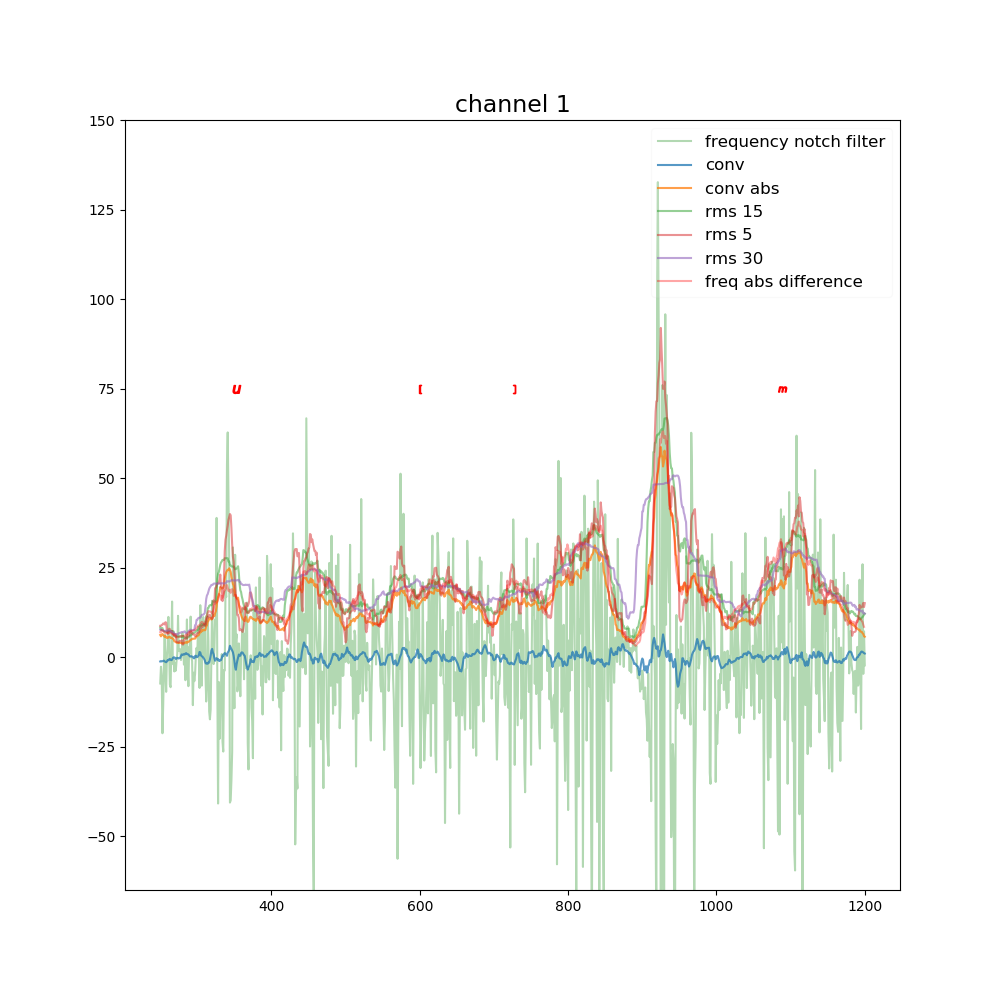 channel 1
150
125
100
75
50
25
0
−25
−50
400
600
800
1000
1200
frequency notch filter
conv
conv abs
rms 15
rms 5
rms 30
freq abs difference
u
[
]
m